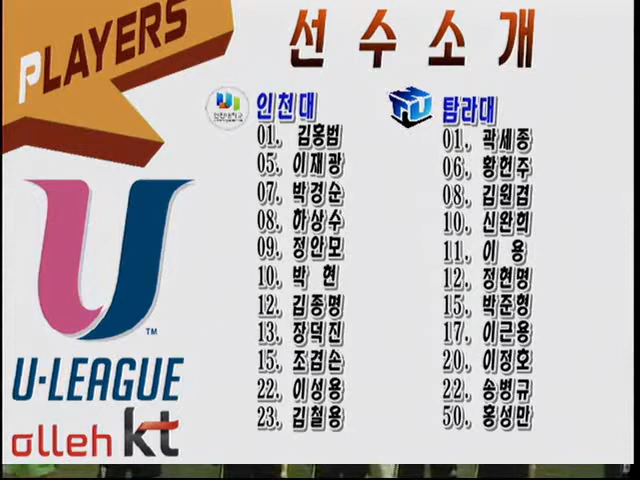 PLAYERS
선수소개
인천대
01. 김홍범
05. 이재광
07. 박경순
08. 하상수
09. 정안모
10. 박 현
12. 김종명
13. 장덕진
15. 조겸손
22. 이성용
23. 김철용
탐라대
01. 곽세종
06. 황헌주
08. 김원겸
10. 신완희
11. 이 용
12. 정현명
15. 박준형
17. 이근용
20. 이정호
22. 송병규
50. 홍성만
U
TM
U·LEAGUE
olleh kt